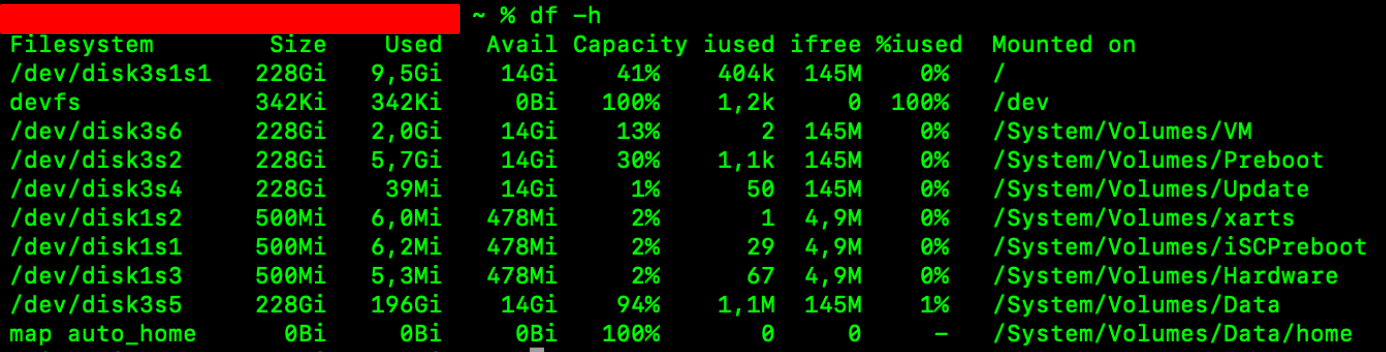 ~ % df -h
Filesystem Size Used Avail Capacity iused ifree %iused Mounted on
/dev/disk3s1s1 228Gi 9,5Gi 14Gi 41% 404k 145M 0% /
devfs 342Ki 342Ki 0Bi 100% 1,2k 0 100% /dev
/dev/disk3s6 228Gi 2,0Gi 14Gi 13% 2 145M 0% /System/Volumes/VM
/dev/disk3s2 228Gi 5,7Gi 14Gi 30% 1,1k 145M 0% /System/Volumes/Preboot
/dev/disk3s4 228Gi 39Mi 14Gi 1% 50 145M 0% /System/Volumes/Update
/dev/disk1s2 500Mi 6,0Mi 478Mi 2% 1 4,9M 0% /System/Volumes/xarts
/dev/disk1s1 500Mi 6,2Mi 478Mi 2% 29 4,9M 0% /System/Volumes/iSCPreboot
/dev/disk1s3 500Mi 5,3Mi 478Mi 2% 67 4,9M 0% /System/Volumes/Hardware
/dev/disk3s5 228Gi 196Gi 14Gi 94% 1,1M 145M 1% /System/Volumes/Data
map auto_home 0Bi 0Bi 0Bi 100% 0 0 - /System/Volumes/Data/home